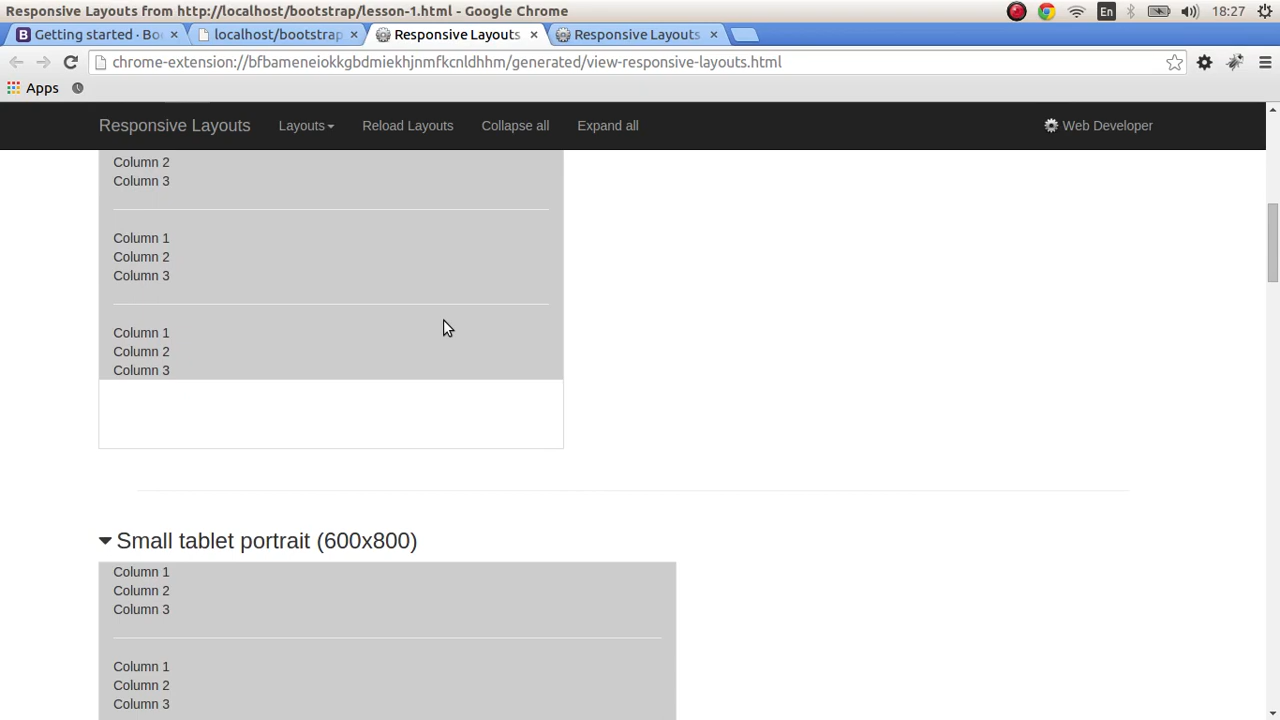 Responsive Layouts from http://localhost/bootstrap/lesson-1.html - Google Chrome
En
18:27
Getting started · Bo
localhost/bootstrap
Responsive Layouts
Responsive Layouts
chrome-extension://bfbameneiokkgbdmiekhjnmfkcnldhhm/generated/view-responsive-layouts.html
Apps
Responsive Layouts
Layouts
Reload Layouts
Collapse all
Expand all
Web Developer
Column 2
Column 3
Column 1
Column 2
Column 3
Column 1
Column 2
Column 3
Small tablet portrait (600x800)
Column 1
Column 2
Column 3
Column 1
Column 2
Column 3